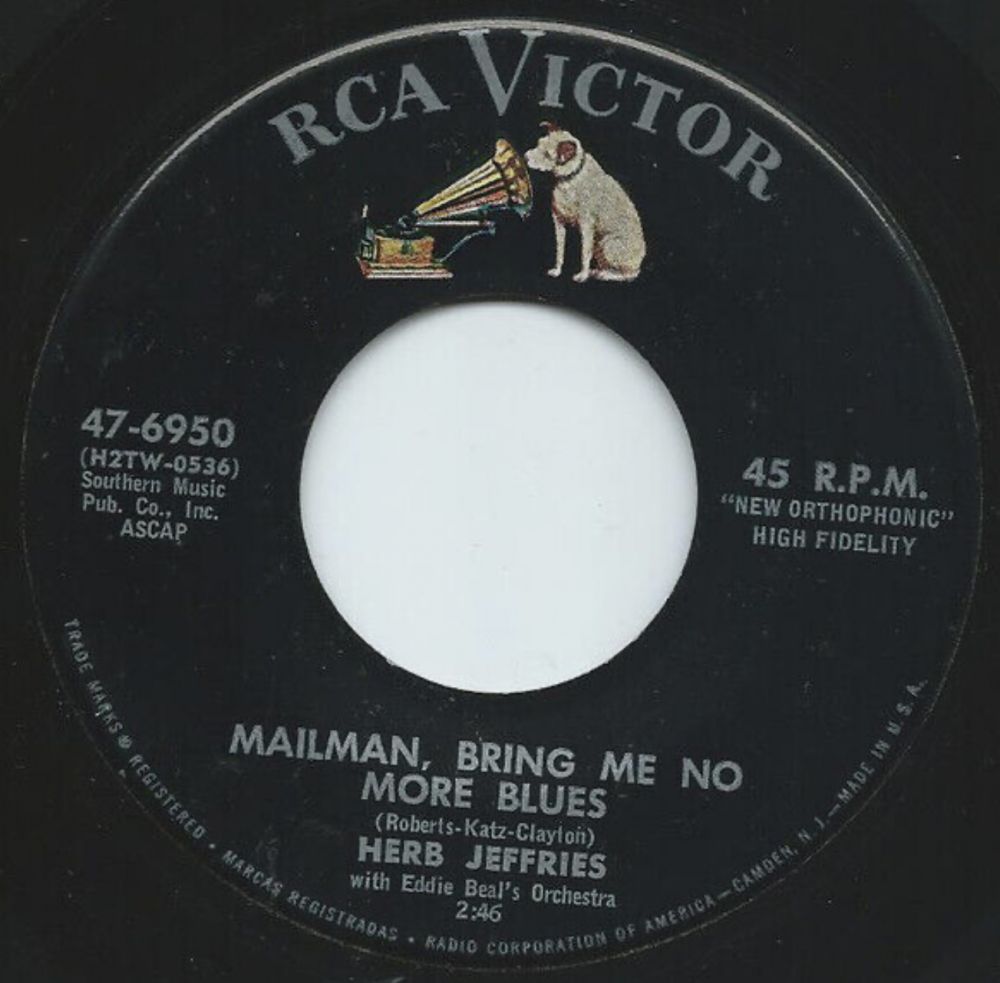 RCA VICTOR
47-6950
(H2TW-0536)
Southern Music
Pub. Co., Inc.
ASCAP
45 R.P.M.
"NEW ORTHOPHONIC"
HIGH FIDELITY
MAILMAN, BRING ME NO
MORE BLUES
(Roberts-Katz-Clayton)
HERB JEFFRIES
with Eddie Beal's Orchestra
2:46
TRADE MARKS ® REGISTERED • MARCAS REGISTRADAS • RADIO CORPORATION OF AMERICA—CAMDEN, N. J.—MADE IN U.S.A.